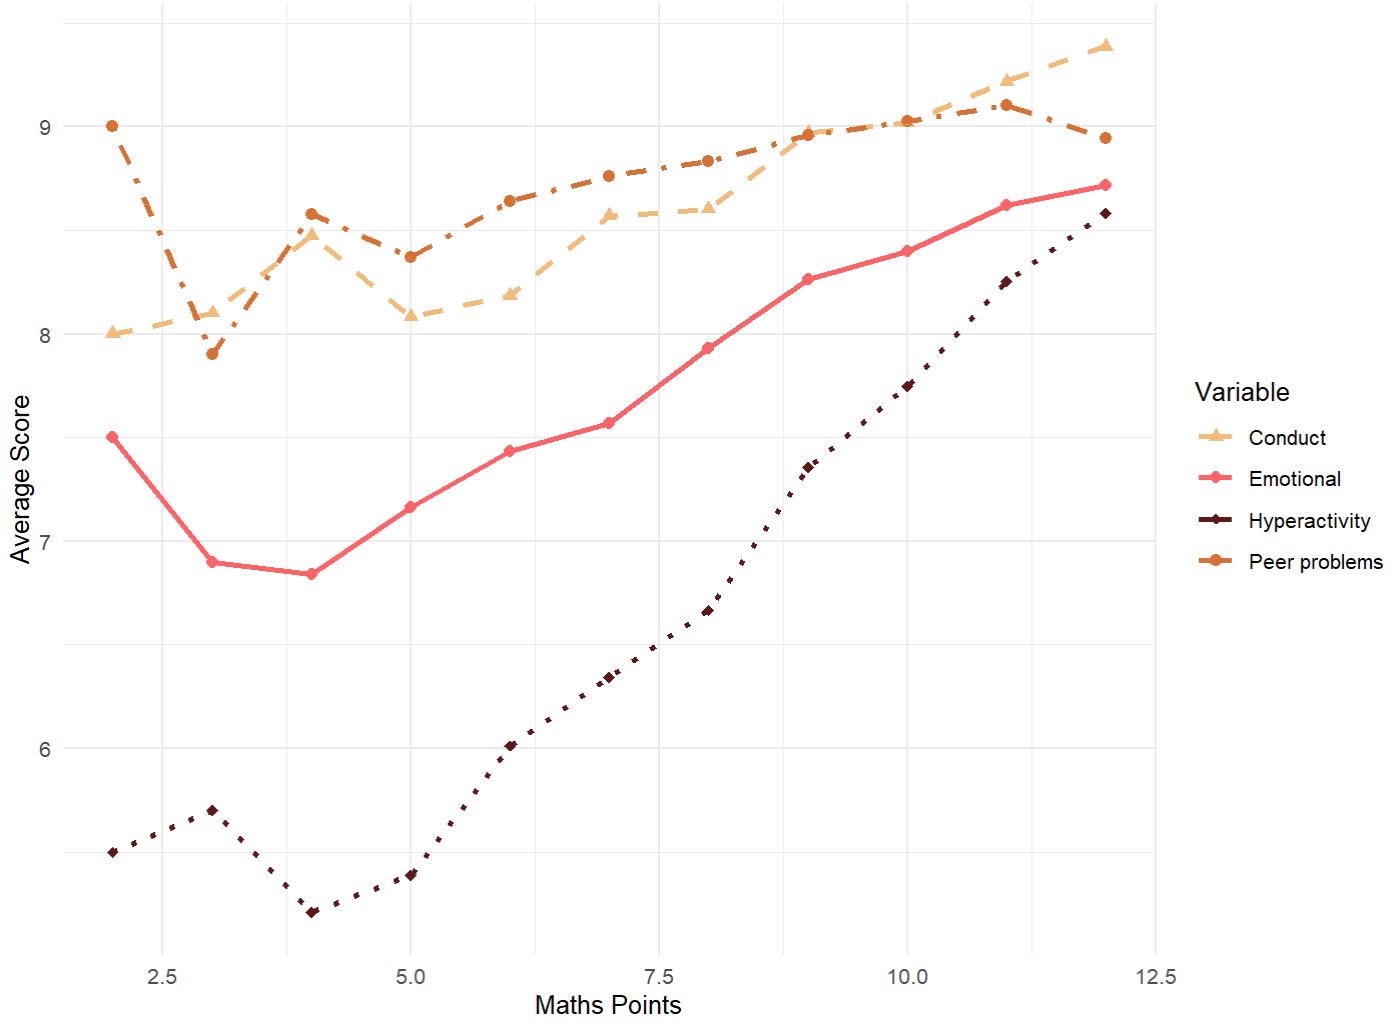 9
8
7
6
Average Score
2.5 5.0 7.5 10.0 12.5
Maths Points
Variable
Conduct
Emotional
Hyperactivity
Peer problems